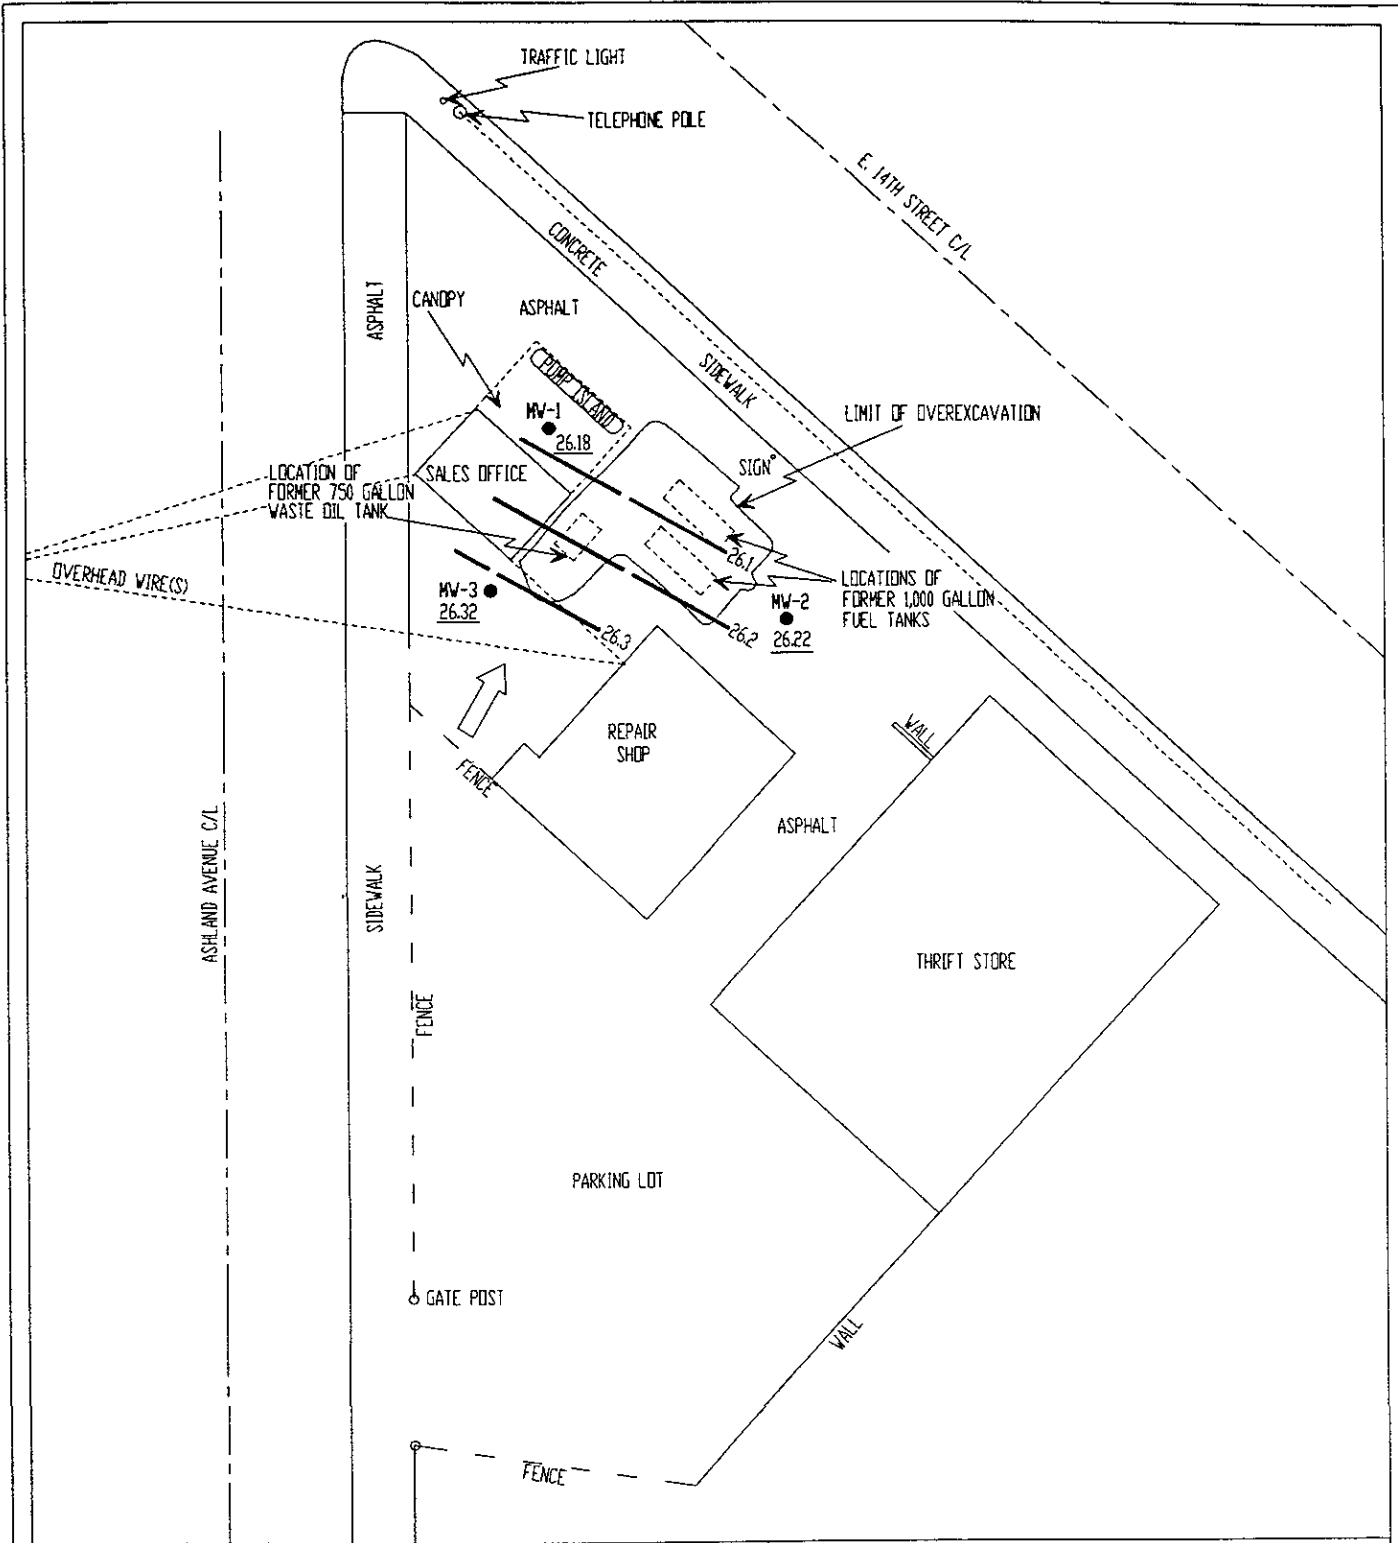 TRAFFIC LIGHT
TELEPHONE POLE
E. 14TH STREET C/L
CONCRETE
ASPHALT
CANOPY
ASPHALT
PUMP ISLAND
SIDEWALK
LIMIT OF OVEREXCAVATION
MW-1
26.18
SIGN
LOCATION OF
FORMER 750 GALLON
WASTE OIL TANK
SALES OFFICE
OVERHEAD WIRE(S)
26.1
LOCATIONS OF
FORMER 1,000 GALLON
FUEL TANKS
MW-3
26.32
MW-2
26.22
26.3
26.2
REPAIR
SHOP
WALL
FENCE
ASPHALT
ASHLAND AVENUE C/L
SIDEWALK
THRIFT STORE
FENCE
PARKING LOT
GATE POST
WALL
FENCE